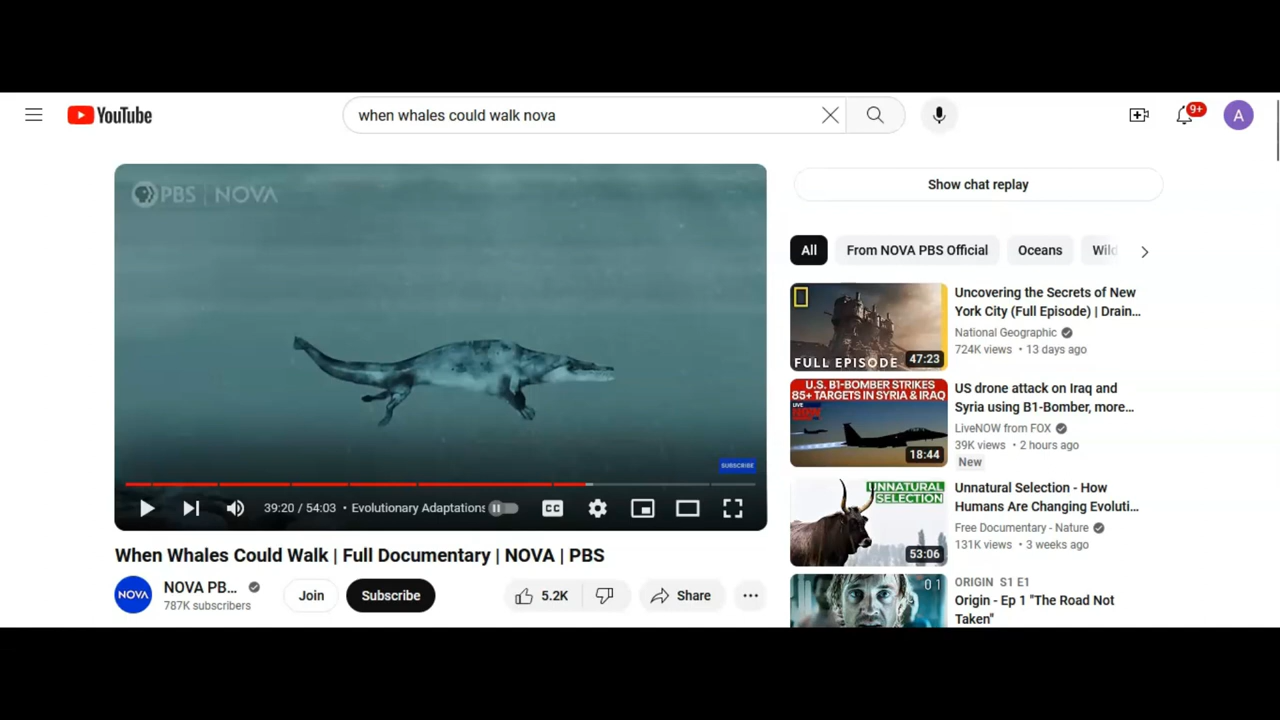 YouTube
when whales could walk nova
9+
A
PBS | NOVA
SUBSCRIBE
39:20 / 54:03 • Evolutionary Adaptations
CC
When Whales Could Walk | Full Documentary | NOVA | PBS
NOVA
NOVA PB...
787K subscribers
Join
Subscribe
5.2K
Share
Show chat replay
All
From NOVA PBS Official
Oceans
Wild
FULL EPISODE
47:23
Uncovering the Secrets of New
York City (Full Episode) | Drain...
National Geographic
724K views • 13 days ago
U.S. B1-BOMBER STRIKES
85+ TARGETS IN SYRIA & IRAQ
LIVE
NOW
18:44
US drone attack on Iraq and
Syria using B1-Bomber, more...
LiveNOW from FOX
39K views • 2 hours ago
New
UNNATURAL
SELECTION
53:06
Unnatural Selection - How
Humans Are Changing Evoluti...
Free Documentary - Nature
131K views • 3 weeks ago
01
ORIGIN S1 E1
Origin - Ep 1 "The Road Not
Taken"